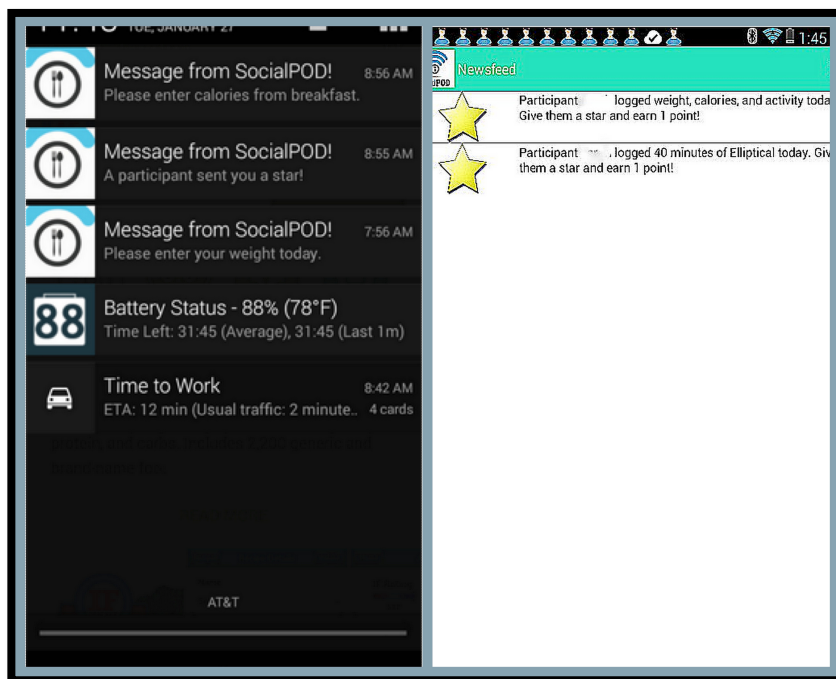 TUE, JANUARY 27
Message from SocialPOD!
8:56 AM
Please enter calories from breakfast.
Message from SocialPOD!
8:55 AM
A participant sent you a star!
Message from SocialPOD!
7:56 AM
Please enter your weight today.
88
Battery Status - 88% (78°F)
Time Left: 31:45 (Average), 31:45 (Last 1m)
Time to Work
8:42 AM
ETA: 12 min (Usual traffic: 2 minute..
4 cards
AT&T
1:45
Newsfeed
Participant logged weight, calories, and activity toda
Give them a star and earn 1 point!
Participant logged 40 minutes of Elliptical today. Giv
them a star and earn 1 point!